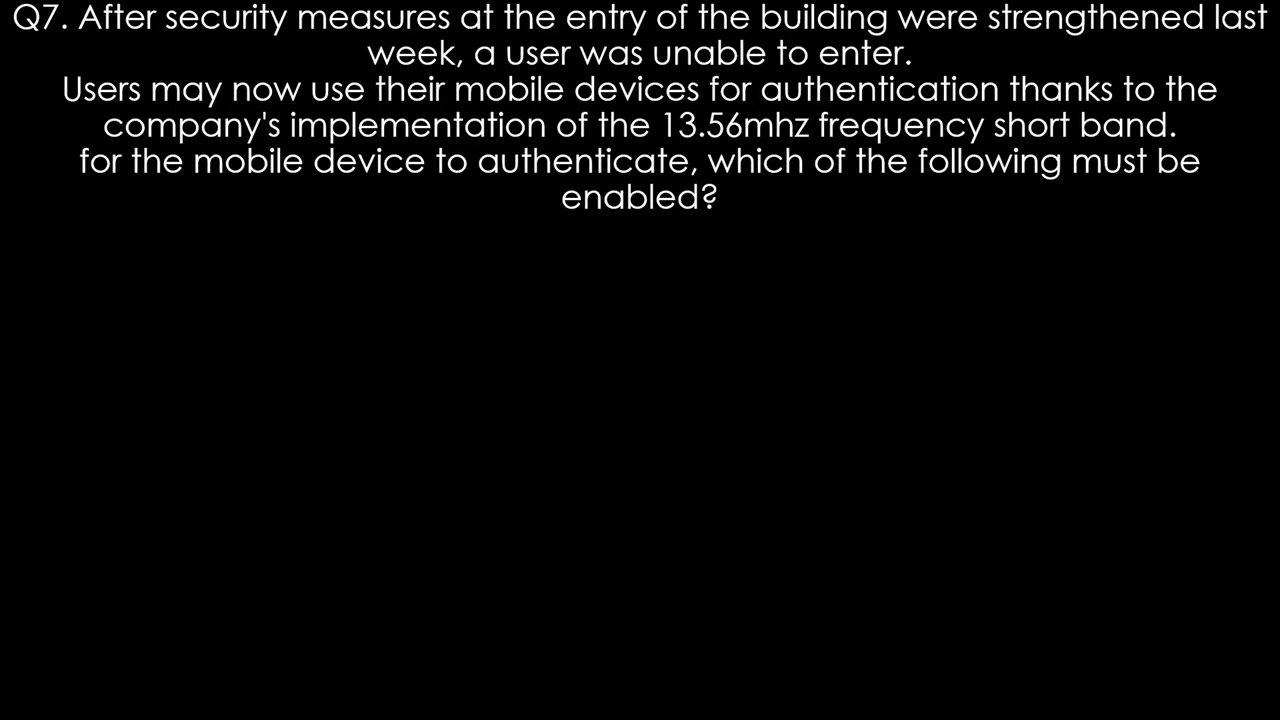 Q7. After security measures at the entry of the building were strengthened last
week, a user was unable to enter.
Users may now use their mobile devices for authentication thanks to the
company's implementation of the 13.56mhz frequency short band.
for the mobile device to authenticate, which of the following must be
enabled?